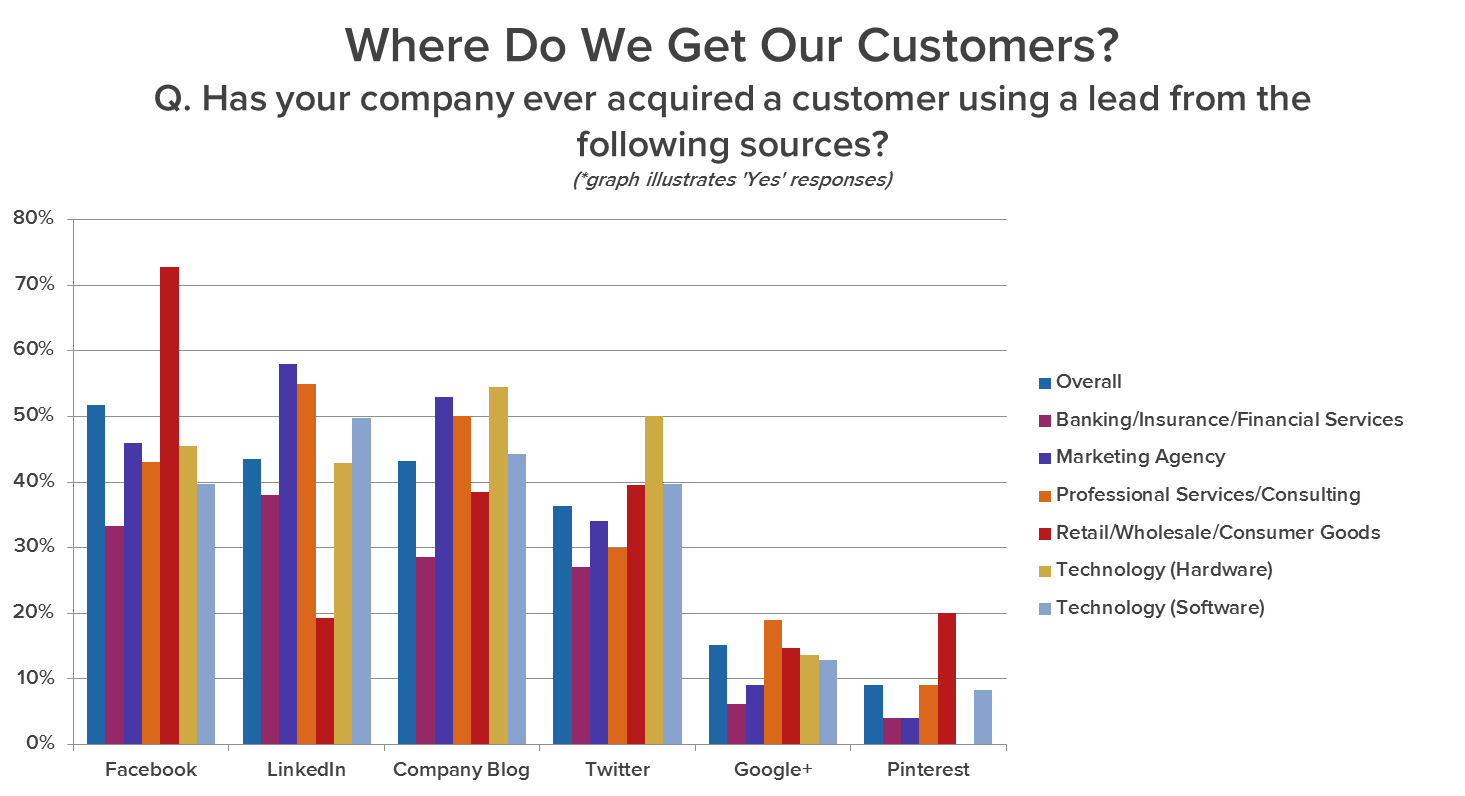 Where Do We Get Our Customers?
Q. Has your company ever acquired a customer using a lead from the
following sources?
(*graph illustrates 'Yes' responses)
80%
70%
60%
50%
40%
30%
20%
10%
0%
Facebook
LinkedIn
Company Blog
Twitter
Google+
Pinterest
Overall
Banking/Insurance/Financial Services
Marketing Agency
Professional Services/Consulting
Retail/Wholesale/Consumer Goods
Technology (Hardware)
Technology (Software)